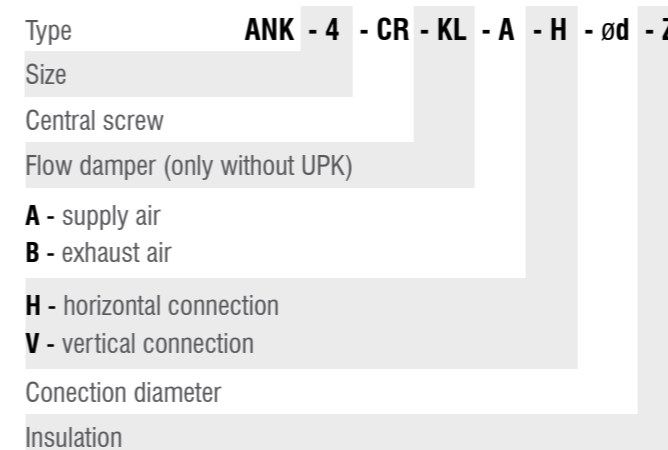 Type ANK - 4 - CR - KL - A - H - ød - Z
Size
Central screw
Flow damper (only without UPK)
A - supply air
B - exhaust air
H - horizontal connection
V - vertical connection
Conection diameter
Insulation